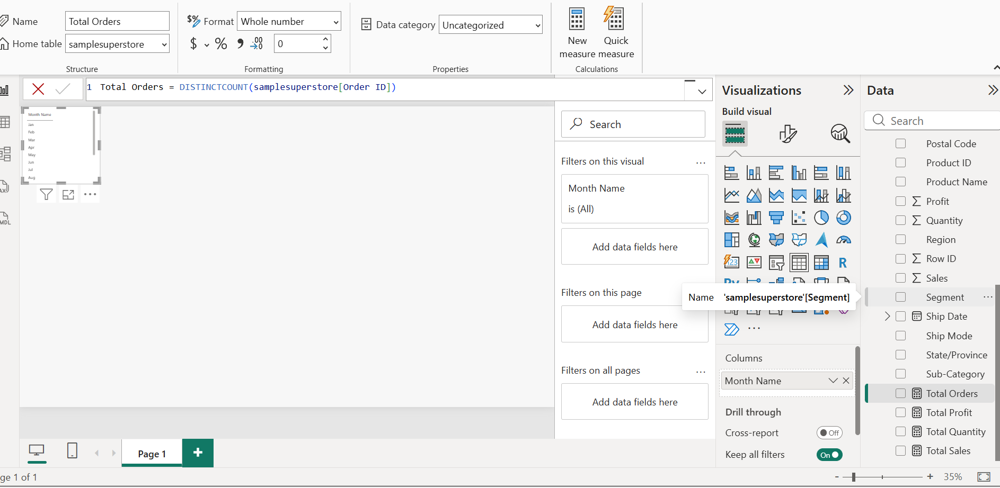 Name
Total Orders
Home table
samplesuperstore
Structure
$% Format
Whole number
$ % , .00
0
Formatting
Data category
Uncategorized
Properties
New measure
Quick measure
Calculations
1 Total Orders = DISTINCTCOUNT(samplesuperstore[Order ID])
Month Name
Jan
Feb
Mar
Apr
May
Jun
Jul
Aug
Search
Filters on this visual
...
Month Name
is (All)
Add data fields here
Filters on this page
Add data fields here
Filters on all pages
...
Add data fields here
Visualizations
Build visual
123
R
Name 'samplesuperstore'[Segment]
...
Columns
Month Name
Drill through
Cross-report
Off
Keep all filters
On
Data
Search
Postal Code
Product ID
Product Name
Σ Profit
Σ Quantity
Region
Σ Row ID
Σ Sales
Segment ...
Ship Date
Ship Mode
State/Province
Sub-Category
Total Orders
Total Profit
Total Quantity
Total Sales
Page 1
+
ge 1 of 1
- + 35%